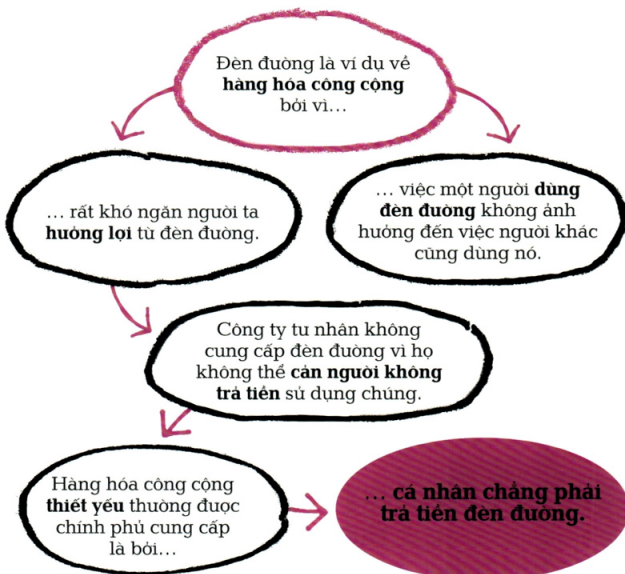 Đèn đường là ví dụ về
hàng hóa công cộng
bởi vì…
… rất khó ngăn người ta
hưởng lợi từ đèn đường.
… việc một người dùng
đèn đường không ảnh
hưởng đến việc người khác
cũng dùng nó.
Công ty tư nhân không
cung cấp đèn đường vì họ
không thể cản người không
trả tiền sử dụng chúng.
Hàng hóa công cộng
thiết yếu thường được
chính phủ cung cấp
là bởi…
… cá nhân chẳng phải
trả tiền đèn đường.